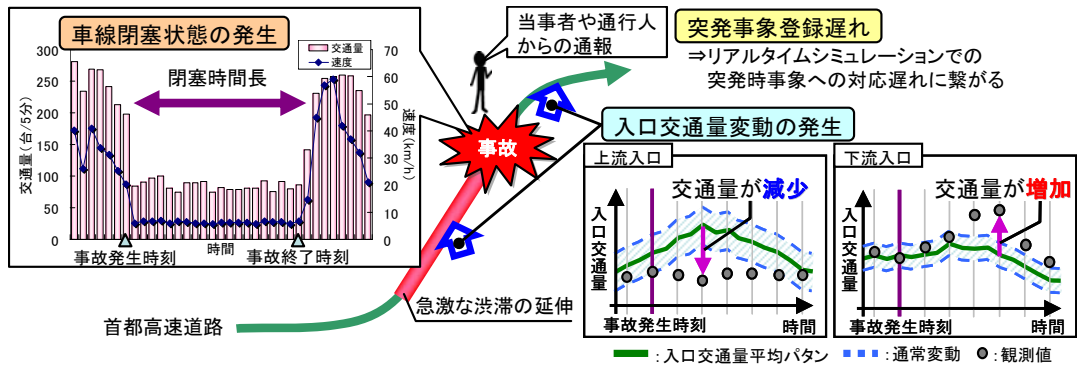 車線閉塞状態の発生
交通量
速度
300
250
200
150
100
50
0
70
60
50
40
30
20
10
0
交通量(台/5分)
速度(km/h)
閉塞時間長
時間
事故発生時刻
事故終了時刻
当事者や通行人
からの通報
突発事象登録遅れ
⇒リアルタイムシミュレーションでの
突発時事象への対応遅れに繋がる
事故
入口交通量変動の発生
上流入口
交通量が減少
入口交通量
事故発生時刻
時間
下流入口
交通量が増加
入口交通量
事故発生時刻
時間
急激な渋滞の延伸
首都高速道路
:入口交通量平均パタン
:通常変動
:観測値